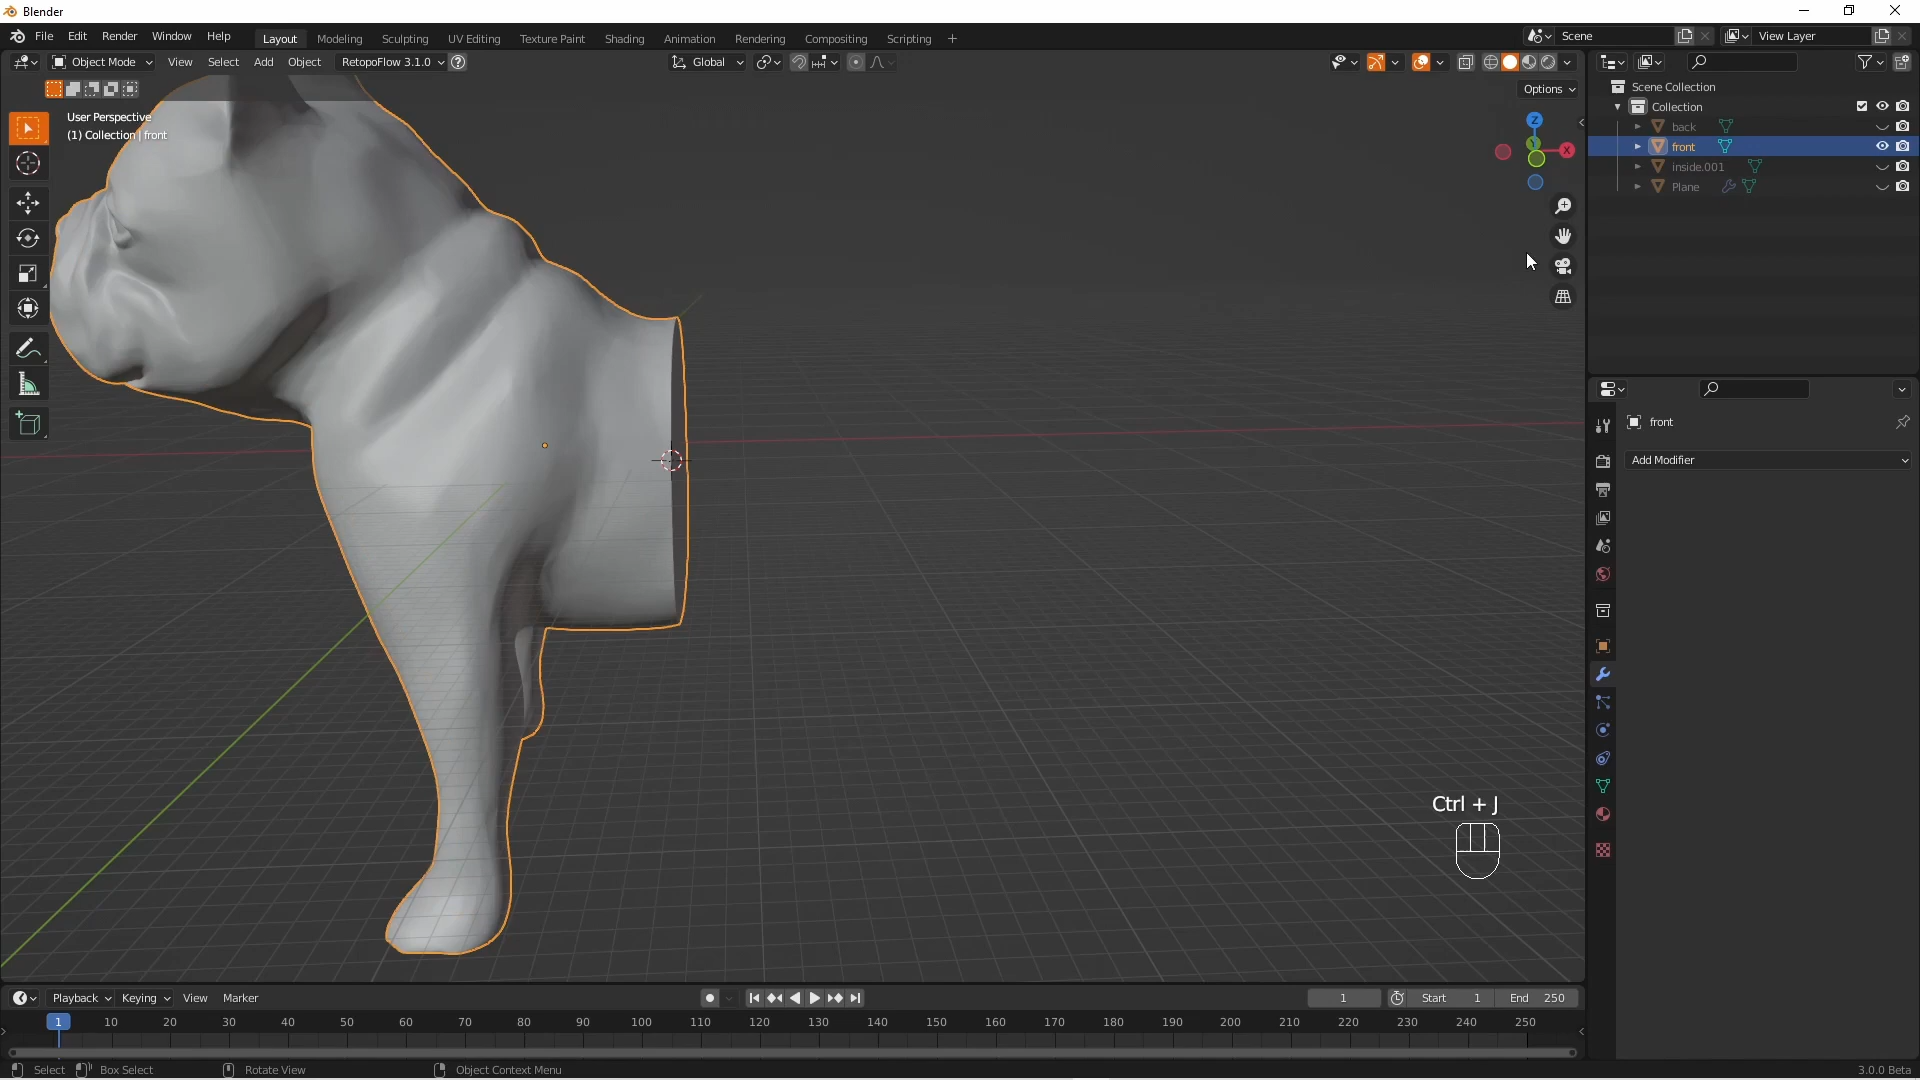 Blender
File Edit Render Window Help
Layout Modeling Sculpting UV Editing Texture Paint Shading Animation Rendering Compositing Scripting +
Scene
View Layer
Object Mode View Select Add Object RetopoFlow 3.1.0
Global
Options
User Perspective
(1) Collection | front
Z
Y
X
Scene Collection
Collection
back
front
inside.001
Plane
front
Add Modifier
Ctrl + J
Playback Keying View Marker
1
Start 1
End 250
1 10 20 30 40 50 60 70 80 90 100 110 120 130 140 150 160 170 180 190 200 210 220 230 240 250
Select Box Select Rotate View Object Context Menu
3.0.0 Beta